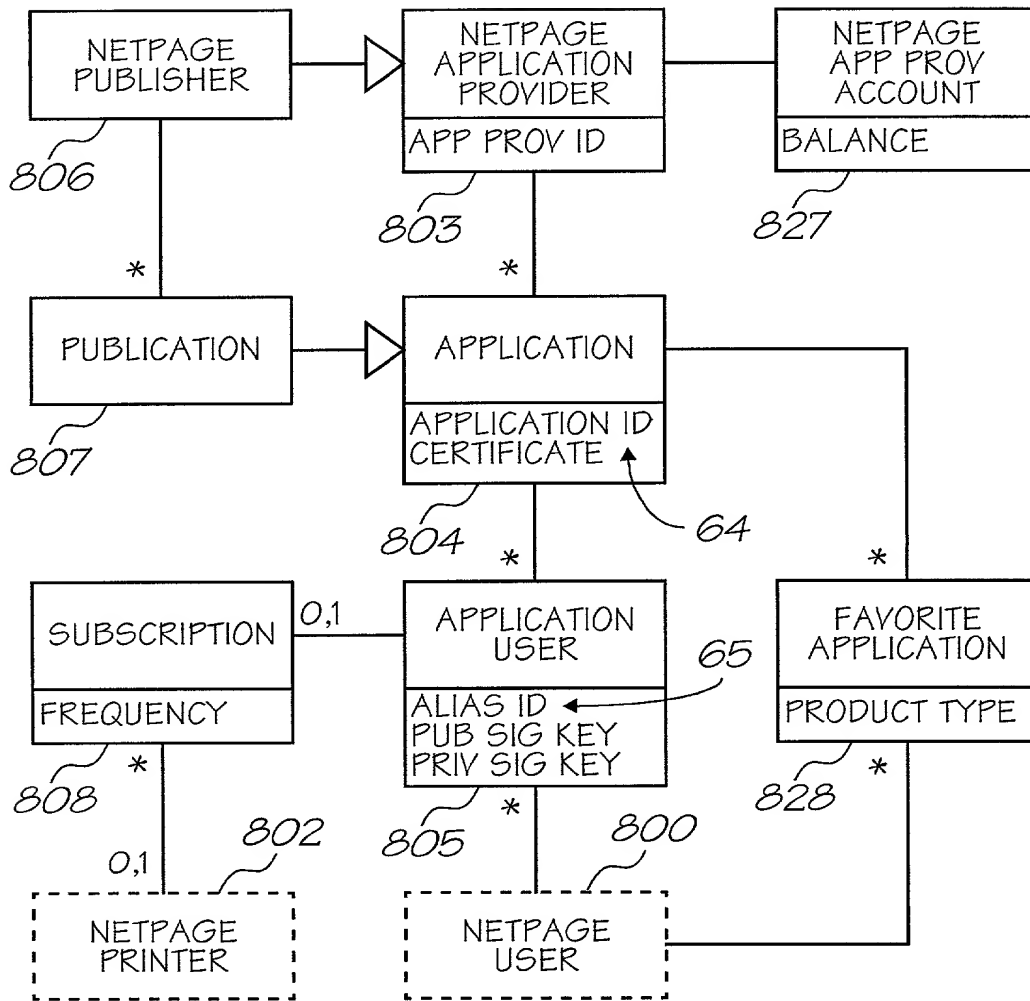 NETPAGE
PUBLISHER
NETPAGE
APPLICATION
PROVIDER
APP PROV ID
NETPAGE
APP PROV
ACCOUNT
BALANCE
806
803
827
*
*
PUBLICATION
APPLICATION
APPLICATION ID
CERTIFICATE
807
804
64
*
*
SUBSCRIPTION
FREQUENCY
0,1
APPLICATION
USER
ALIAS ID
PUB SIG KEY
PRIV SIG KEY
65
FAVORITE
APPLICATION
PRODUCT TYPE
808
*
805
*
828
*
802
800
0,1
NETPAGE
PRINTER
NETPAGE
USER